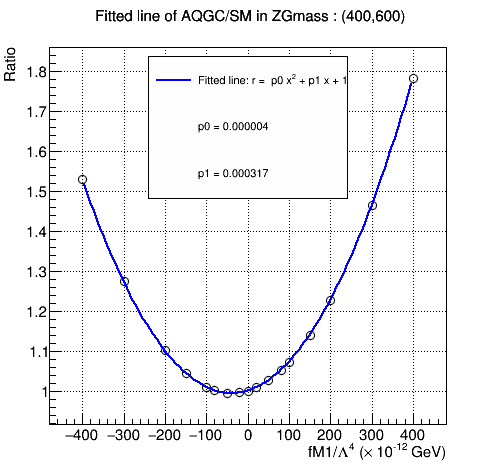 Fitted line of AQGC/SM in ZGmass : (400,600)
Ratio
Fitted line: r = p0 x² + p1 x + 1
p0 = 0.000004
p1 = 0.000317
1.8
1.7
1.6
1.5
1.4
1.3
1.2
1.1
1
−400 −300 −200 −100 0 100 200 300 400
fM1/Λ⁴ (× 10⁻¹² GeV)